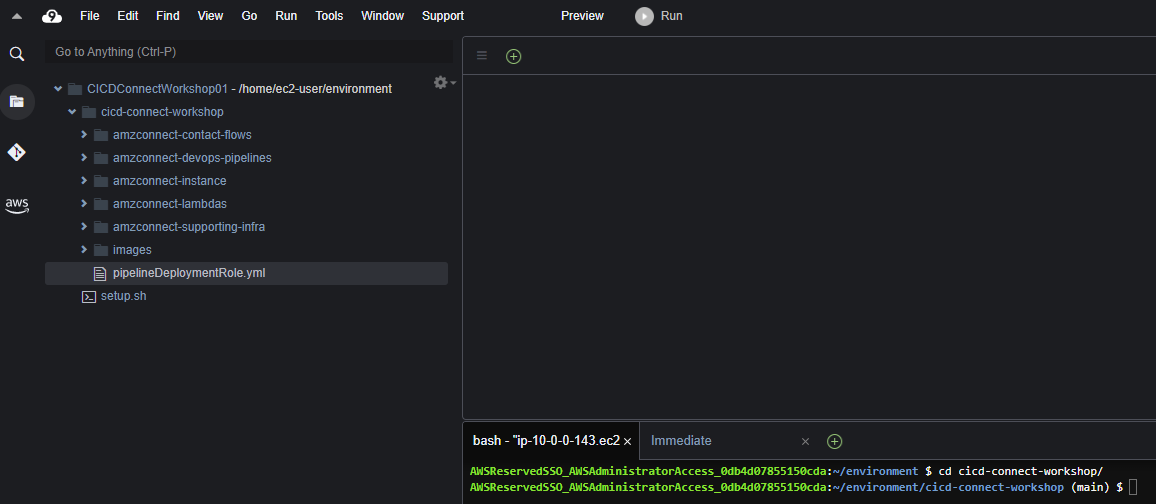 9 File Edit Find View Go Run Tools Window Support Preview Run
Go to Anything (Ctrl-P)
CICDConnectWorkshop01 - /home/ec2-user/environment
cicd-connect-workshop
amzconnect-contact-flows
amzconnect-devops-pipelines
amzconnect-instance
amzconnect-lambdas
amzconnect-supporting-infra
images
pipelineDeploymentRole.yml
setup.sh
aws
bash - "ip-10-0-0-143.ec2 × Immediate ×
AWSReservedSSO_AWSAdministratorAccess_0db4d07855150cda:~/environment $ cd cicd-connect-workshop/
AWSReservedSSO_AWSAdministratorAccess_0db4d07855150cda:~/environment/cicd-connect-workshop (main) $